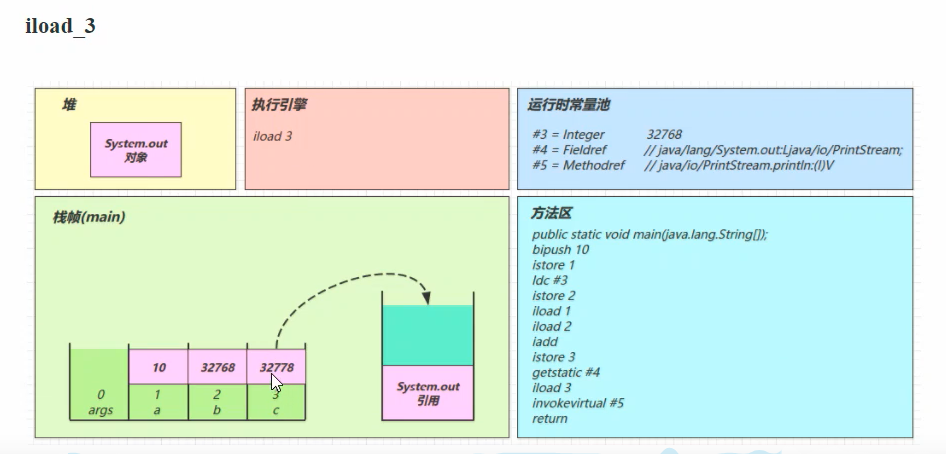 iload_3
堆
System.out
对象
执行引擎
iload 3
运行时常量池
#3 = Integer 32768
#4 = Fieldref // java/lang/System.out:Ljava/io/PrintStream;
#5 = Methodref // java/io/PrintStream.println:(I)V
栈帧(main)
10 32768 32778
0 1 2 3
args a b c
System.out
引用
方法区
public static void main(java.lang.String[]);
bipush 10
istore 1
ldc #3
istore 2
iload 1
iload 2
iadd
istore 3
getstatic #4
iload 3
invokevirtual #5
return